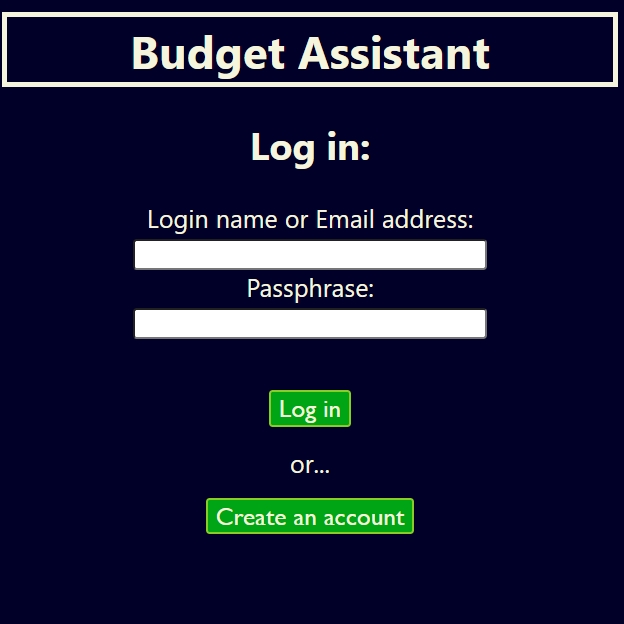 Budget Assistant
Log in:
Login name or Email address:
Passphrase:
Log in
or...
Create an account